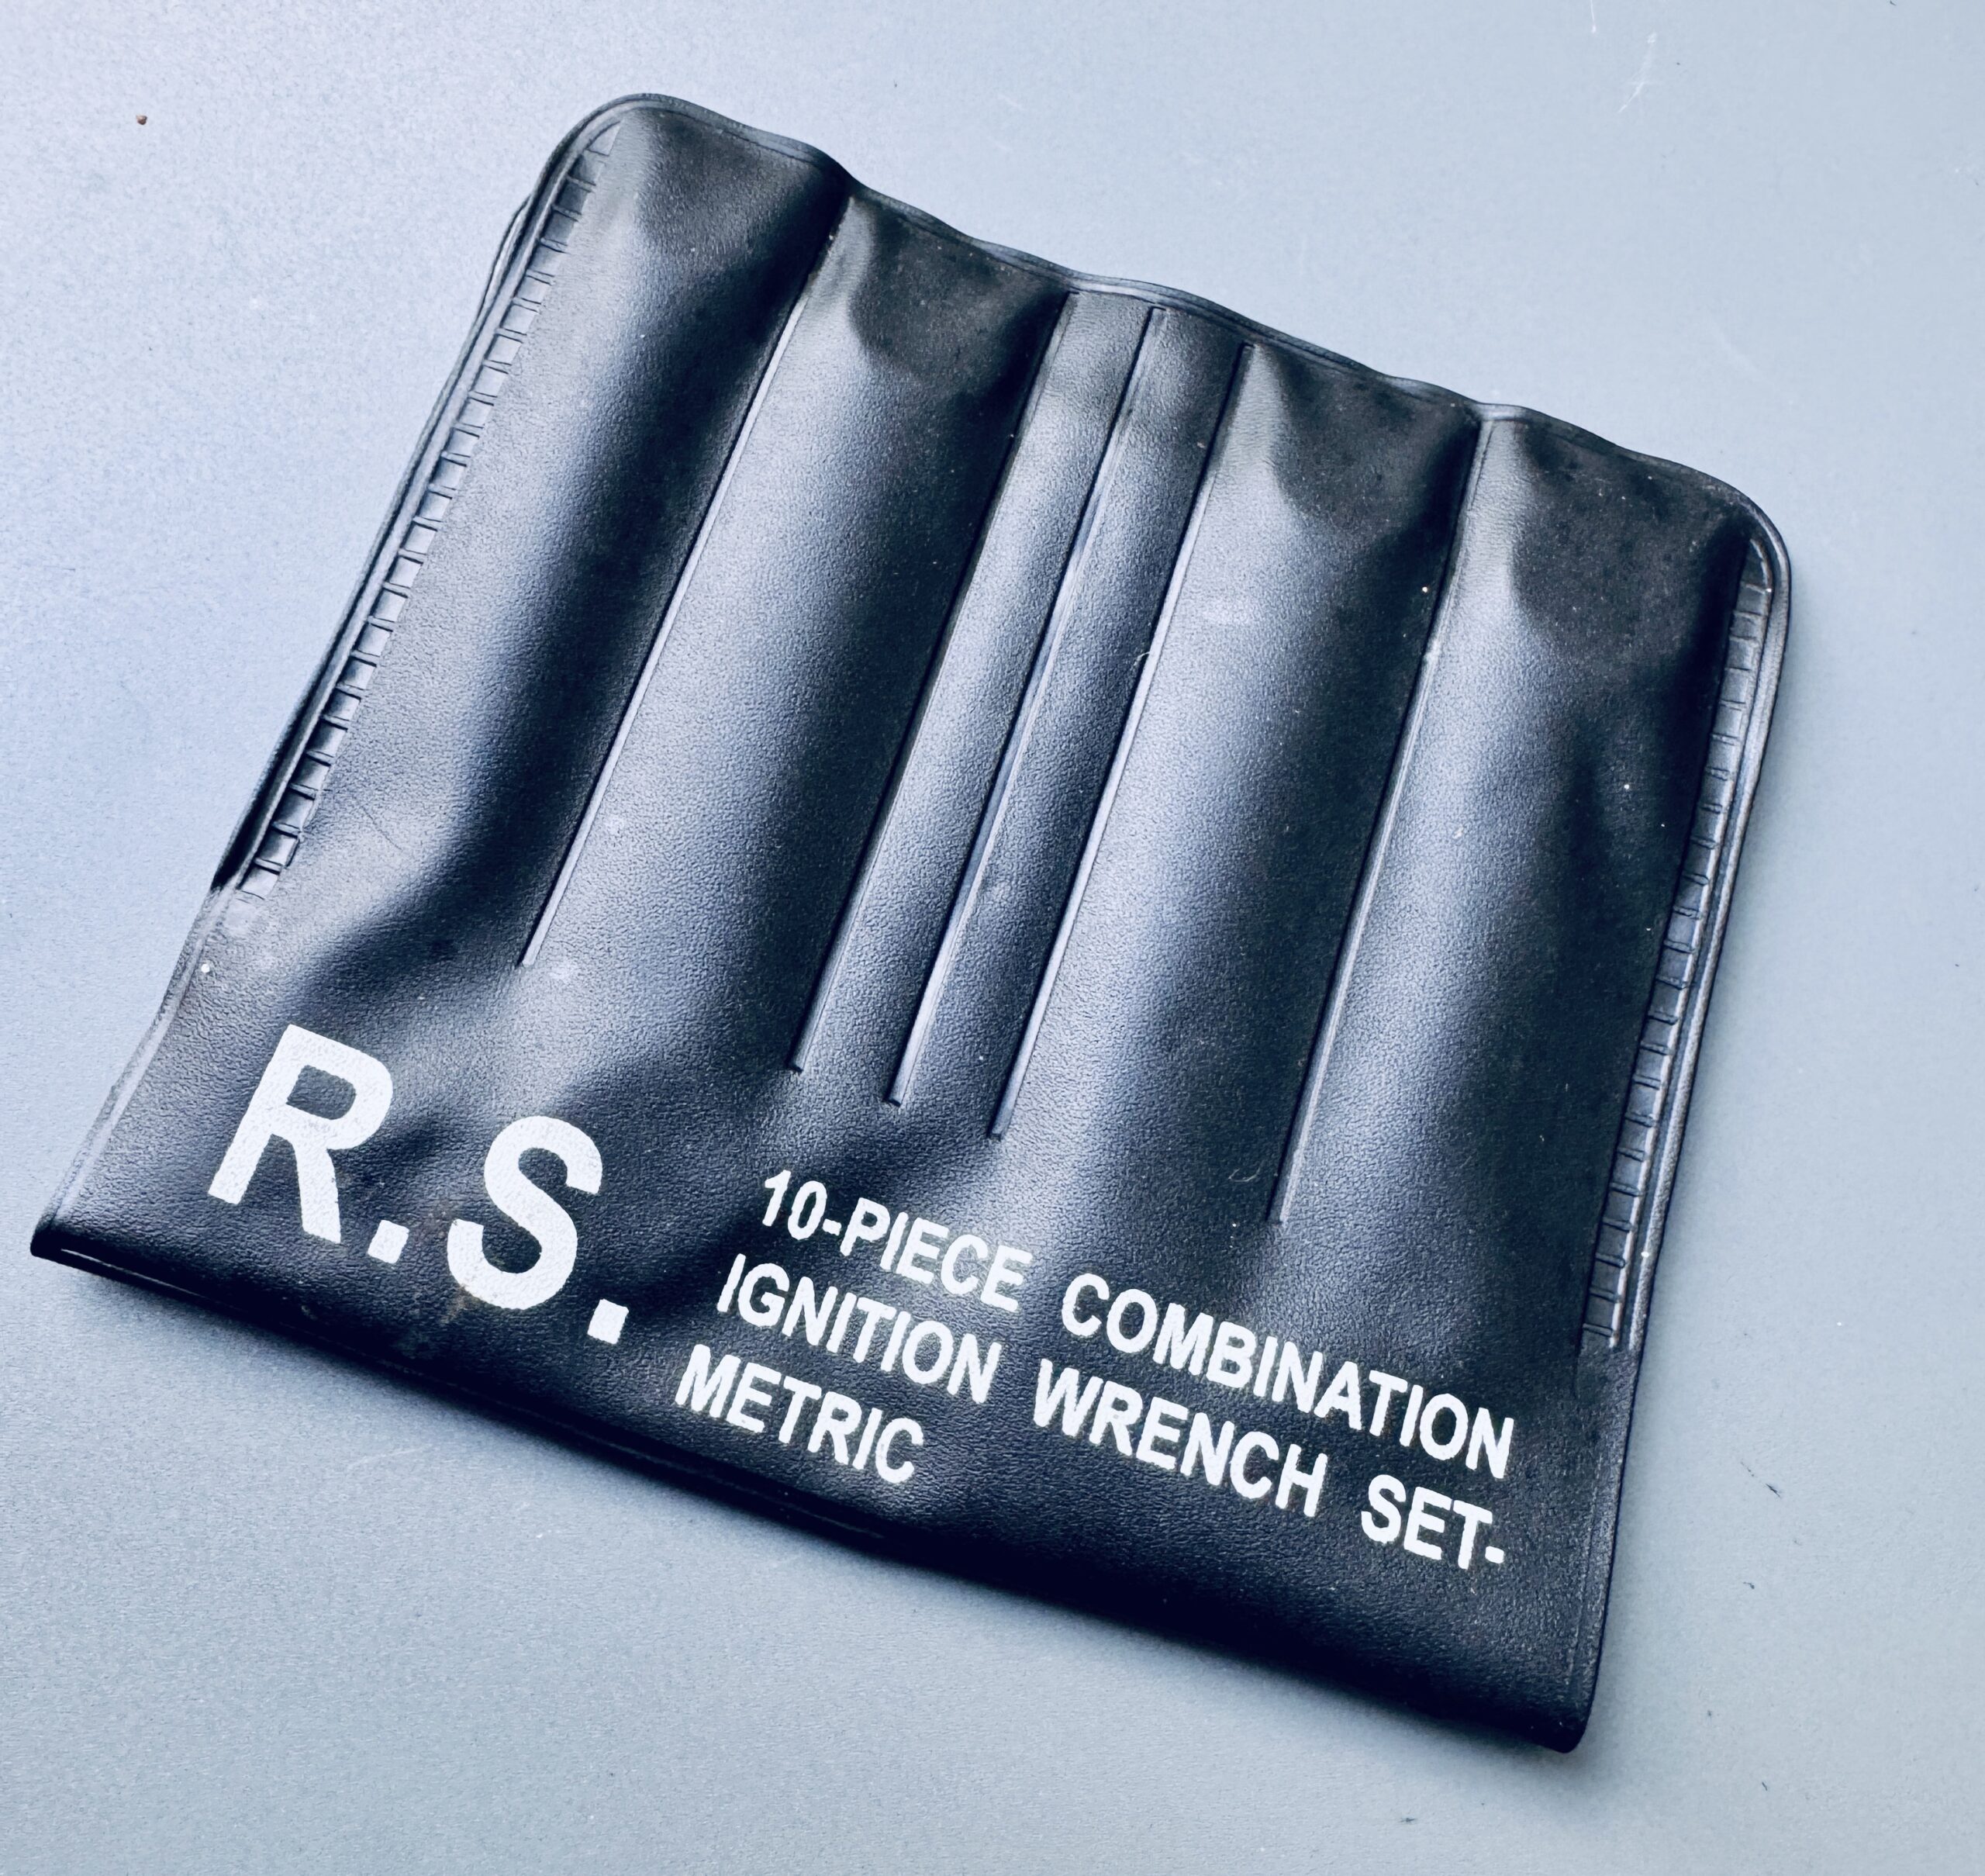 R.S.
10-PIECE COMBINATION
IGNITION WRENCH SET-
METRIC